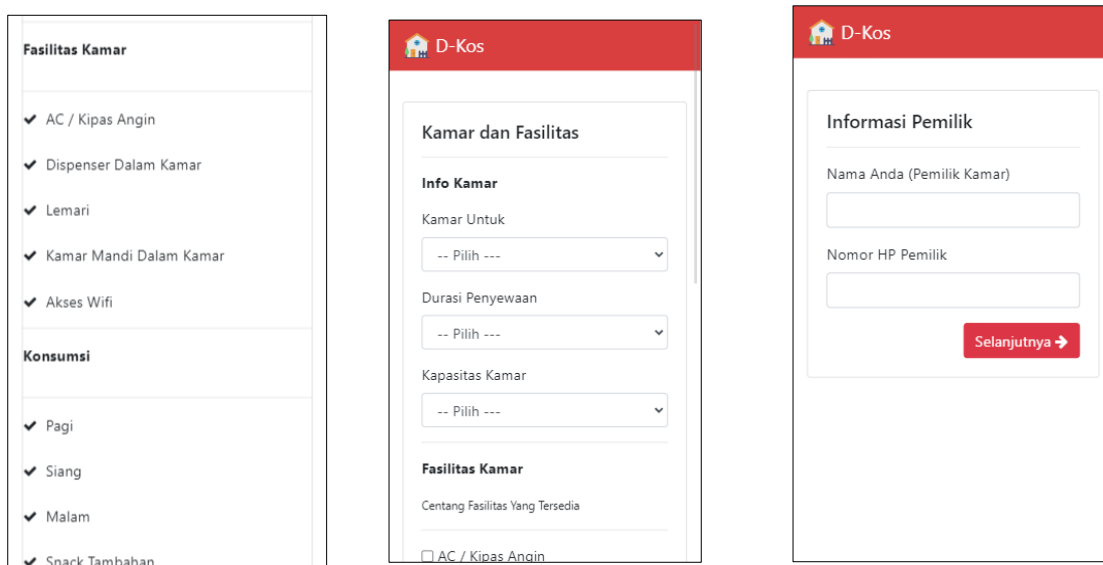 Fasilitas Kamar
AC / Kipas Angin
Dispenser Dalam Kamar
Lemari
Kamar Mandi Dalam Kamar
Akses Wifi
Konsumsi
Pagi
Siang
Malam
Snack Tambahan
D-Kos
Kamar dan Fasilitas
Info Kamar
Kamar Untuk
-- Pilih ---
Durasi Penyewaan
-- Pilih ---
Kapasitas Kamar
-- Pilih ---
Fasilitas Kamar
Centang Fasilitas Yang Tersedia
AC / Kipas Angin
D-Kos
Informasi Pemilik
Nama Anda (Pemilik Kamar)
Nomor HP Pemilik
Selanjutnya